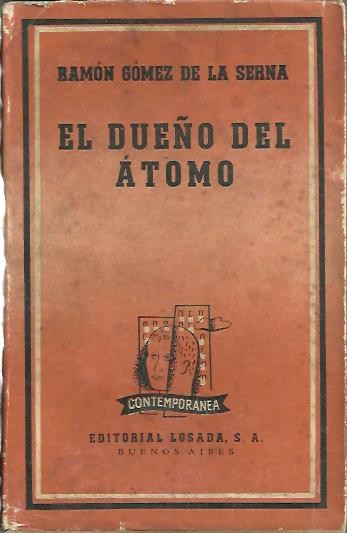 RAMÓN GÓMEZ DE LA SERNA
EL DUEÑO DEL
ÁTOMO
CONTEMPORANEA
EDITORIAL LOSADA, S. A.
BUENOS AIRES